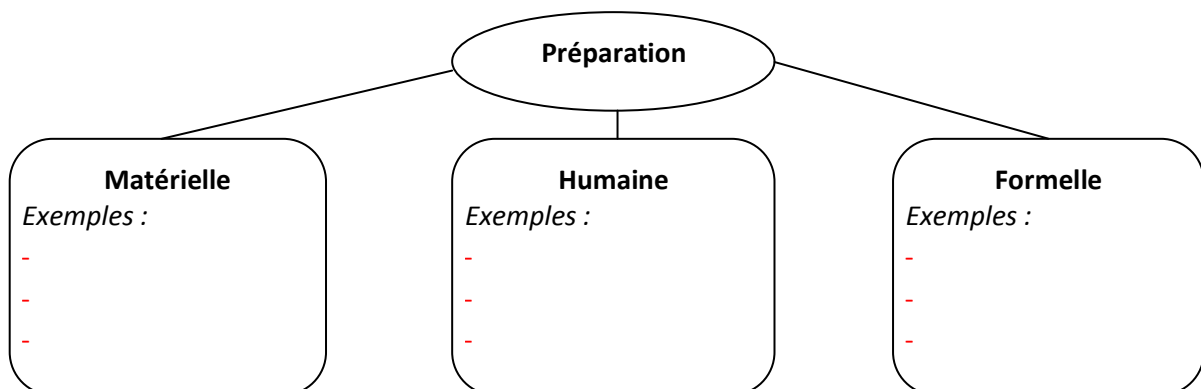 Préparation
Matérielle
Exemples :
-
-
-
Humaine
Exemples :
-
-
-
Formelle
Exemples :
-
-
-